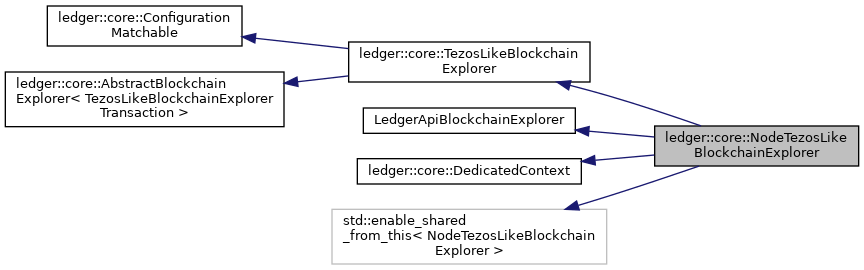 ledger::core::Configuration
Matchable
ledger::core::AbstractBlockchain
Explorer< TezosLikeBlockchainExplorer
Transaction >
ledger::core::TezosLikeBlockchain
Explorer
LedgerApiBlockchainExplorer
ledger::core::DedicatedContext
std::enable_shared
_from_this< NodeTezosLikeBlockchain
Explorer >
ledger::core::NodeTezosLike
BlockchainExplorer